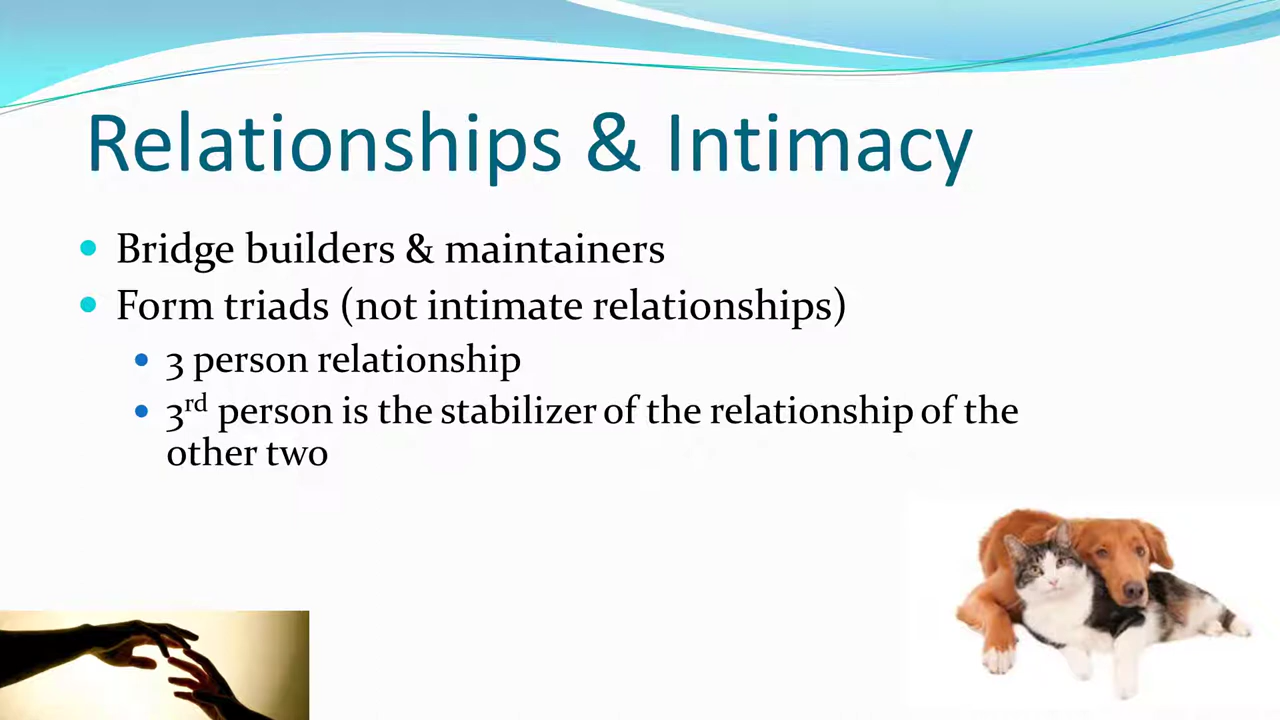 Relationships & Intimacy
Bridge builders & maintainers
Form triads (not intimate relationships)
3 person relationship
3rd person is the stabilizer of the relationship of the
other two